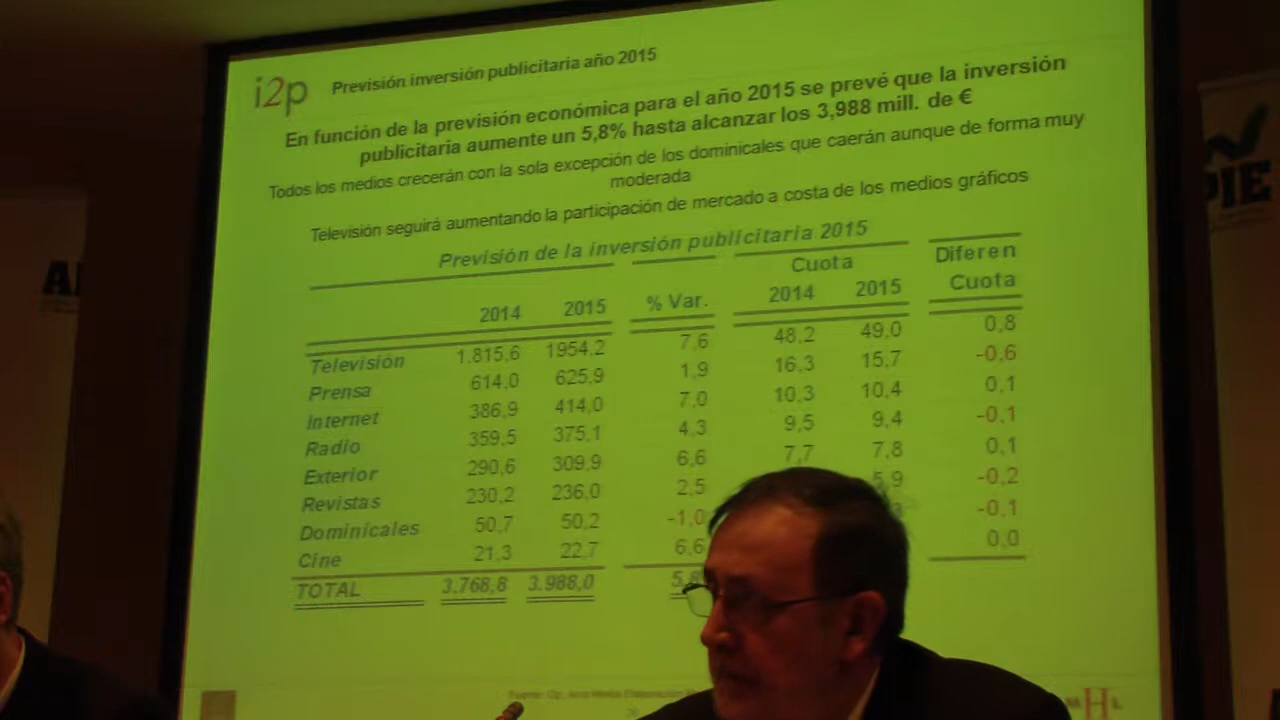 i2p
Previsión inversión publicitaria año 2015
En función de la previsión económica para el año 2015 se prevé que la inversión
publicitaria aumente un 5,8% hasta alcanzar los 3,988 mill. de €
Todos los medios crecerán con la sola excepción de los dominicales que caerán aunque de forma muy
moderada
Televisión seguirá aumentando la participación de mercado a costa de los medios gráficos
Previsión de la inversión publicitaria 2015
Cuota Diferen
2014 2015 % Var. 2014 2015 Cuota
Televisión 1.815,6 1954,2 7,6 48,2 49,0 0,8
Prensa 614,0 625,9 1,9 16,3 15,7 -0,6
Internet 386,9 414,0 7,0 10,3 10,4 0,1
Radio 359,5 375,1 4,3 9,5 9,4 -0,1
Exterior 290,6 309,9 6,6 7,7 7,8 0,1
Revistas 230,2 236,0 2,5 5,9 -0,2
Dominicales 50,7 50,2 -1,0 -0,1
Cine 21,3 22,7 6,6 0,0
TOTAL 3.768,8 3.988,0 5,8
PIE